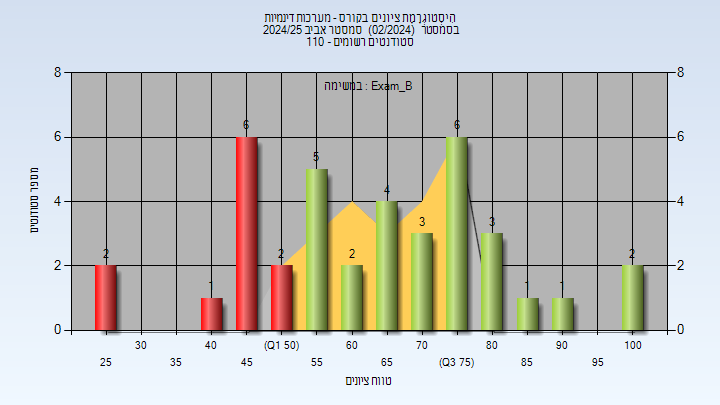 היסטוגרמת ציונים בקורס - מערכות דינמיות
בסמסטר (02/2024) סמסטר אביב 2024/25
סטודנטים רשומים - 110
במשימה : Exam_B
8 8
6 6
4 4
2 2
0 0
מספר סטודנטים
2 1 6 2 5 2 4 3 6 3 1 1 2
30 40 (Q1 50) 60 70 80 90 100
25 35 45 55 65 (Q3 75) 85 95
טווח ציונים